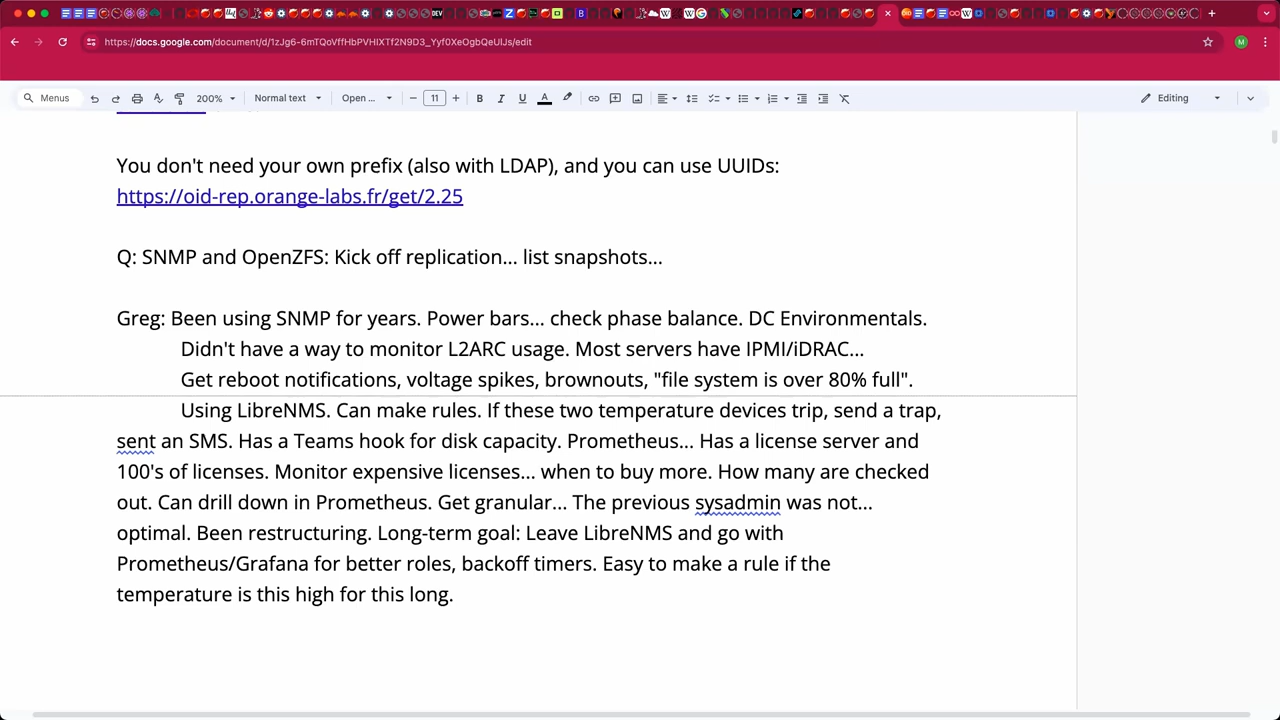 https://docs.google.com/document/d/1zJg6-6mTQoVffHbPVHIXTf2N9D3_Yyf0XeOgbQeUIJs/edit
M
Menus
200%
Normal text
Open ...
11
B
I
U
A
Editing
You don't need your own prefix (also with LDAP), and you can use UUIDs:
https://oid-rep.orange-labs.fr/get/2.25
Q: SNMP and OpenZFS: Kick off replication... list snapshots...
Greg: Been using SNMP for years. Power bars... check phase balance. DC Environmentals.
Didn't have a way to monitor L2ARC usage. Most servers have IPMI/iDRAC...
Get reboot notifications, voltage spikes, brownouts, "file system is over 80% full".
Using LibreNMS. Can make rules. If these two temperature devices trip, send a trap,
sent an SMS. Has a Teams hook for disk capacity. Prometheus... Has a license server and
100's of licenses. Monitor expensive licenses... when to buy more. How many are checked
out. Can drill down in Prometheus. Get granular... The previous sysadmin was not...
optimal. Been restructuring. Long-term goal: Leave LibreNMS and go with
Prometheus/Grafana for better roles, backoff timers. Easy to make a rule if the
temperature is this high for this long.